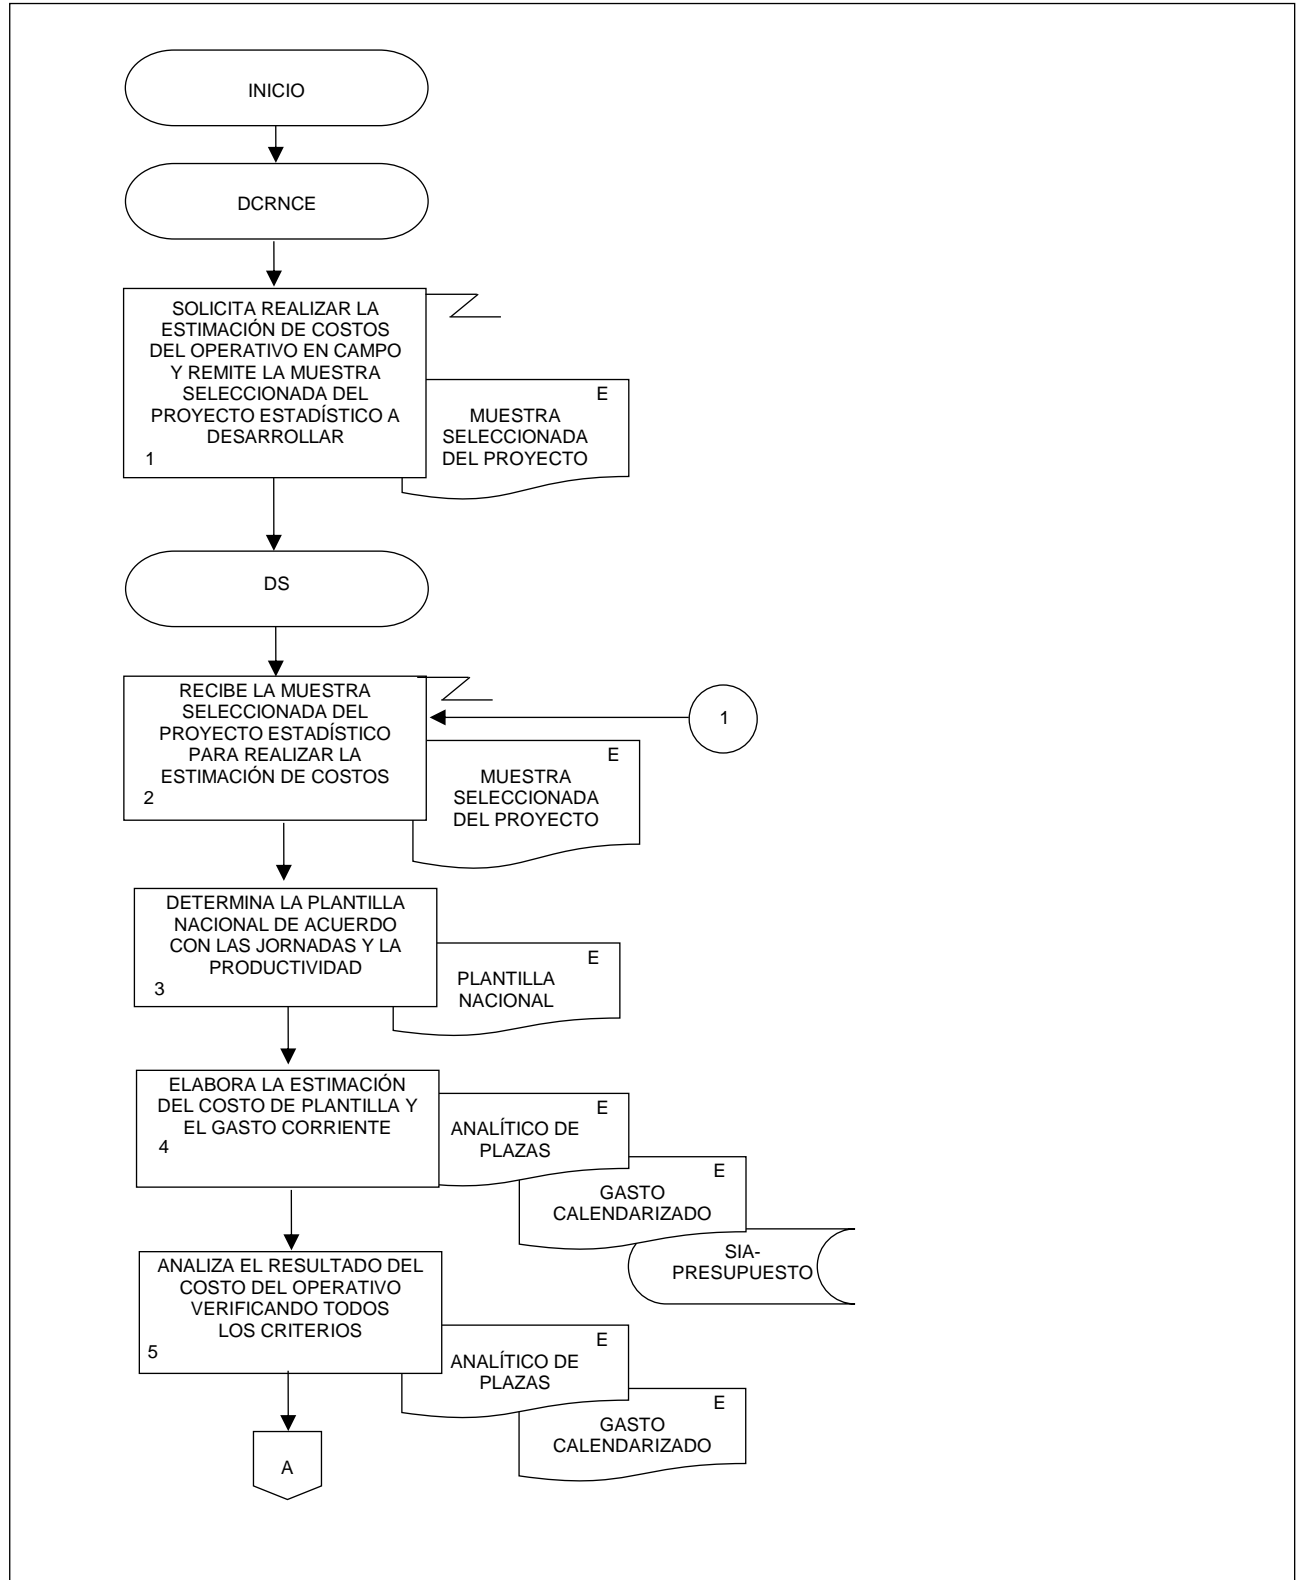 INICIO
DCRNCE
SOLICITA REALIZAR LA
ESTIMACIÓN DE COSTOS
DEL OPERATIVO EN CAMPO
Y REMITE LA MUESTRA
SELECCIONADA DEL
PROYECTO ESTADÍSTICO A
DESARROLLAR
1
E
MUESTRA
SELECCIONADA
DEL PROYECTO
DS
RECIBE LA MUESTRA
SELECCIONADA DEL
PROYECTO ESTADÍSTICO
PARA REALIZAR LA
ESTIMACIÓN DE COSTOS
2
1
E
MUESTRA
SELECCIONADA
DEL PROYECTO
DETERMINA LA PLANTILLA
NACIONAL DE ACUERDO
CON LAS JORNADAS Y LA
PRODUCTIVIDAD
3
E
PLANTILLA
NACIONAL
ELABORA LA ESTIMACIÓN
DEL COSTO DE PLANTILLA Y
EL GASTO CORRIENTE
4
E
ANALÍTICO DE
PLAZAS
E
GASTO
CALENDARIZADO
SIA-
PRESUPUESTO
ANALIZA EL RESULTADO DEL
COSTO DEL OPERATIVO
VERIFICANDO TODOS
LOS CRITERIOS
5
E
ANALÍTICO DE
PLAZAS
E
GASTO
CALENDARIZADO
A